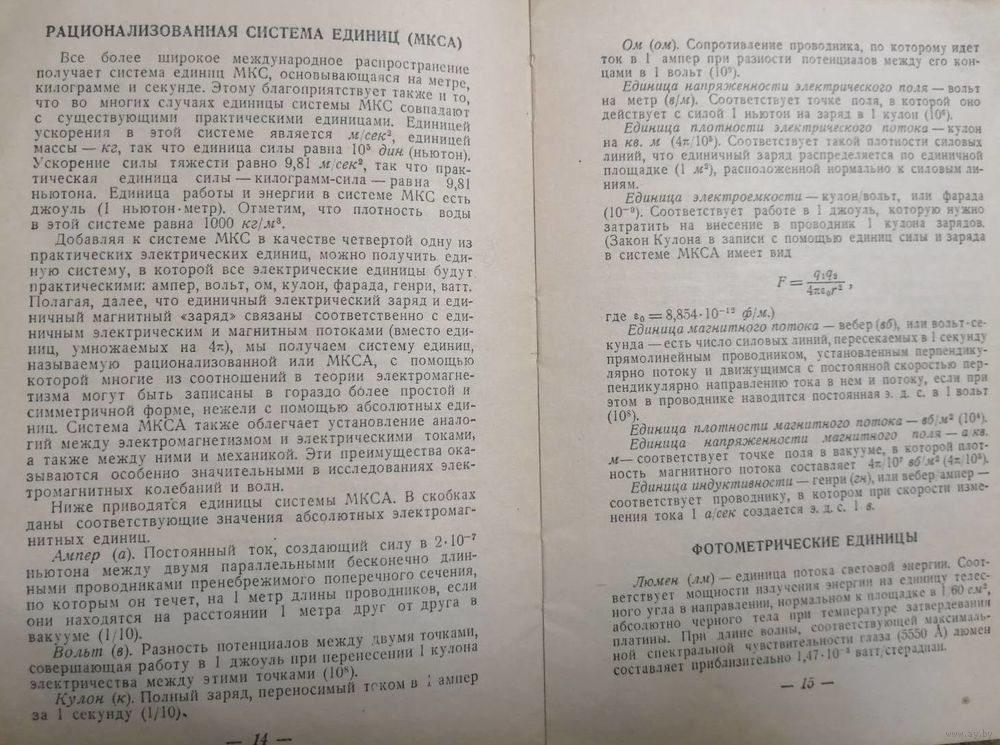 РАЦИОНАЛИЗОВАННАЯ СИСТЕМА ЕДИНИЦ (МКСА)
Все более широкое международное распространение
получает система единиц МКС, основывающаяся на метре,
килограмме и секунде. Этому благоприятствует также и то,
что во многих случаях единицы системы МКС совпадают
с существующими практическими единицами. Единицей
ускорения в этой системе является м/сек², единицей
массы — кг, так что единица силы равна 10⁵ дин (ньютон).
Ускорение силы тяжести равно 9,81 м/сек², так что прак-
тическая единица силы — килограмм-сила — равна 9,81
ньютона. Единица работы и энергии в системе МКС есть
джоуль (1 ньютон·метр). Отметим, что плотность воды
в этой системе равна 1000 кг/м³.
Добавляя к системе МКС в качестве четвертой одну из
практических электрических единиц, можно получить еди-
ную систему, в которой все электрические единицы будут
практическими: ампер, вольт, ом, кулон, фарада, генри, ватт.
Полагая, далее, что единичный электрический заряд и еди-
ничный магнитный «заряд» связаны соответственно с еди-
ничным электрическим и магнитным потоками (вместо еди-
ниц, умножаемых на 4π), мы получаем систему единиц,
называемую рационализованной или МКСА, с помощью
которой многие из соотношений в теории электромагне-
тизма могут быть записаны в гораздо более простой и
симметричной форме, нежели с помощью абсолютных еди-
ниц. Система МКСА также облегчает установление анало-
гий между электромагнетизмом и электрическими токами,
а также между ними и механикой. Эти преимущества ока-
зываются особенно значительными в исследованиях элек-
тромагнитных колебаний и волн.
Ниже приводятся единицы системы МКСА. В скобках
даны соответствующие значения абсолютных электромаг-
нитных единиц.
Ампер (а). Постоянный ток, создающий силу в 2·10⁻⁷
ньютона между двумя параллельными бесконечно длин-
ными проводниками пренебрежимого поперечного сечения,
по которым он течет, на 1 метр длины проводников, если
они находятся на расстоянии 1 метра друг от друга в
вакууме (1/10).
Вольт (в). Разность потенциалов между двумя точками,
совершающая работу в 1 джоуль при перенесении 1 кулона
электричества между этими точками (10⁸).
Кулон (к). Полный заряд, переносимый током в 1 ампер
за 1 секунду (1/10).
— 14 —
Ом (ом). Сопротивление проводника, по которому идет
ток в 1 ампер при разности потенциалов между его кон-
цами в 1 вольт (10⁹).
Единица напряженности электрического поля — вольт
на метр (в/м). Соответствует точке поля, в которой оно
действует с силой 1 ньютон на заряд в 1 кулон (10⁶).
Единица плотности электрического потока — кулон
на кв. м (4π/10⁵). Соответствует такой плотности силовых
линий, что единичный заряд распределяется по единичной
площадке (1 м²), расположенной нормально к силовым ли-
ниям.
Единица электроемкости — кулон/вольт, или фарада
(10⁻⁹). Соответствует работе в 1 джоуль, которую нужно
затратить на внесение в проводник 1 кулона зарядов.
(Закон Кулона в записи с помощью единиц силы и заряда
в системе МКСА имеет вид
F = q₁q₂ / 4πε₀r² ,
где ε₀ = 8,854·10⁻¹² ф/м.)
Единица магнитного потока — вебер (вб), или вольт·се-
кунда — есть число силовых линий, пересекаемых в 1 секунду
прямолинейным проводником, установленным перпендику-
лярно потоку и движущимся с постоянной скоростью пер-
пендикулярно направлению тока в нем и потоку, если при
этом в проводнике наводится постоянная э. д. с. в 1 вольт
(10⁸).
Единица плотности магнитного потока — вб/м² (10⁴).
Единица напряженности магнитного поля — а/кв.
м — соответствует точке поля в вакууме, в которой плот-
ность магнитного потока составляет 4π/10⁷ вб/м² (4π/10³).
Единица индуктивности — генри (гн), или вебер/ампер —
соответствует проводнику, в котором при скорости изме-
нения тока 1 а/сек создается э. д. с. 1 в.
ФОТОМЕТРИЧЕСКИЕ ЕДИНИЦЫ
Люмен (лм) — единица потока световой энергии. Соот-
ветствует мощности излучения энергии на единицу телес-
ного угла в направлении, нормальном к площадке в 1/60 см²,
абсолютно черного тела при температуре затвердевания
платины. При длине волны, соответствующей максималь-
ной спектральной чувствительности глаза (5550 Å) люмен
составляет приблизительно 1,47·10⁻³ ватт/стерадиан.
— 15 —
www.ay.by